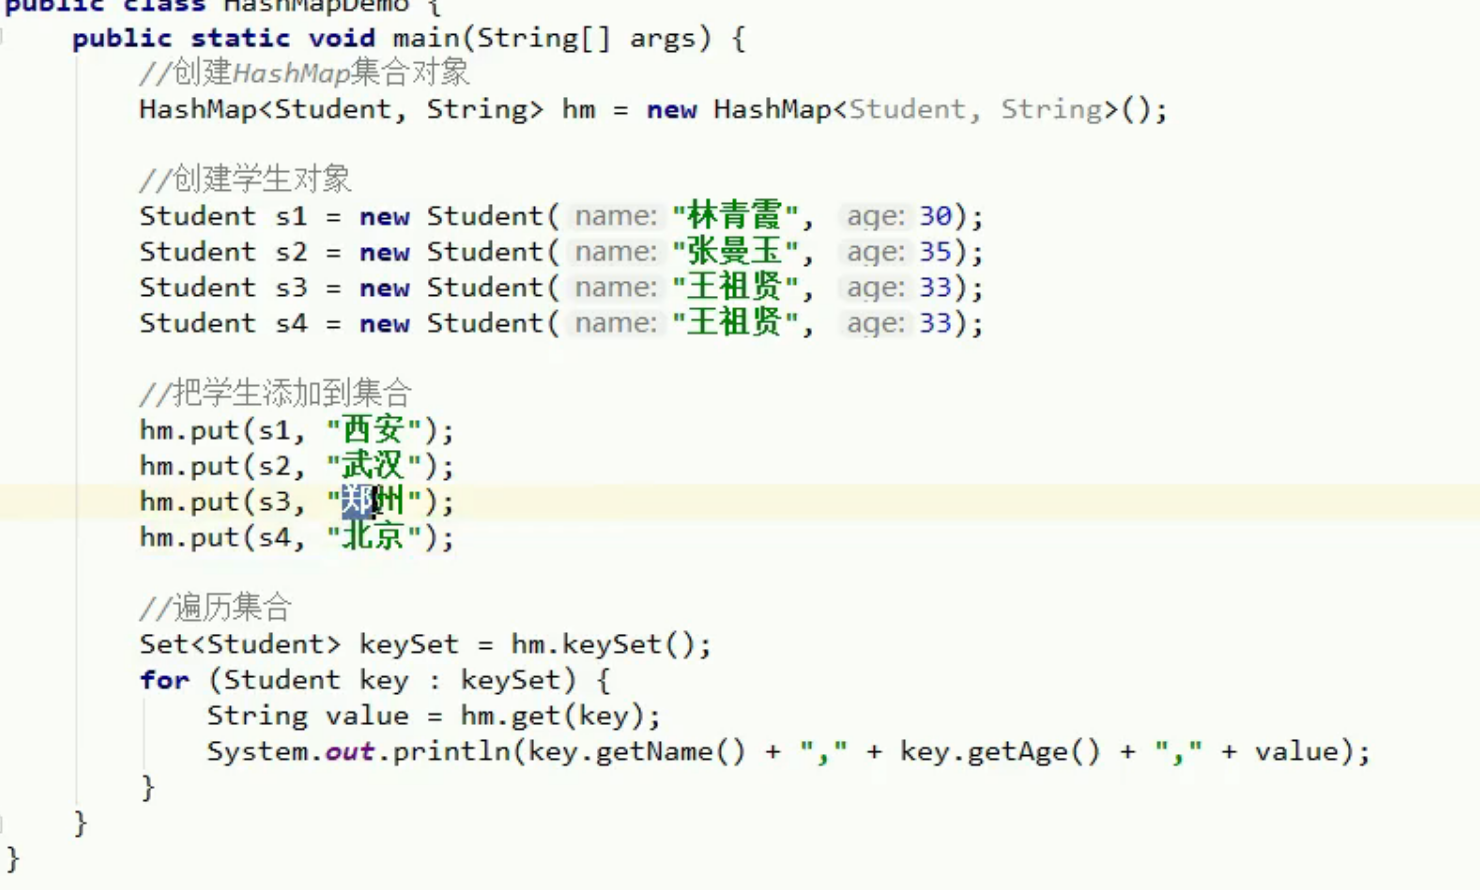 public class HashMapDemo {
    public static void main(String[] args) {
        //创建HashMap集合对象
        HashMap<Student, String> hm = new HashMap<Student, String>();

        //创建学生对象
        Student s1 = new Student( name: "林青霞", age: 30);
        Student s2 = new Student( name: "张曼玉", age: 35);
        Student s3 = new Student( name: "王祖贤", age: 33);
        Student s4 = new Student( name: "王祖贤", age: 33);

        //把学生添加到集合
        hm.put(s1, "西安");
        hm.put(s2, "武汉");
        hm.put(s3, "郑州");
        hm.put(s4, "北京");

        //遍历集合
        Set<Student> keySet = hm.keySet();
        for (Student key : keySet) {
            String value = hm.get(key);
            System.out.println(key.getName() + "," + key.getAge() + "," + value);
        }
    }
}